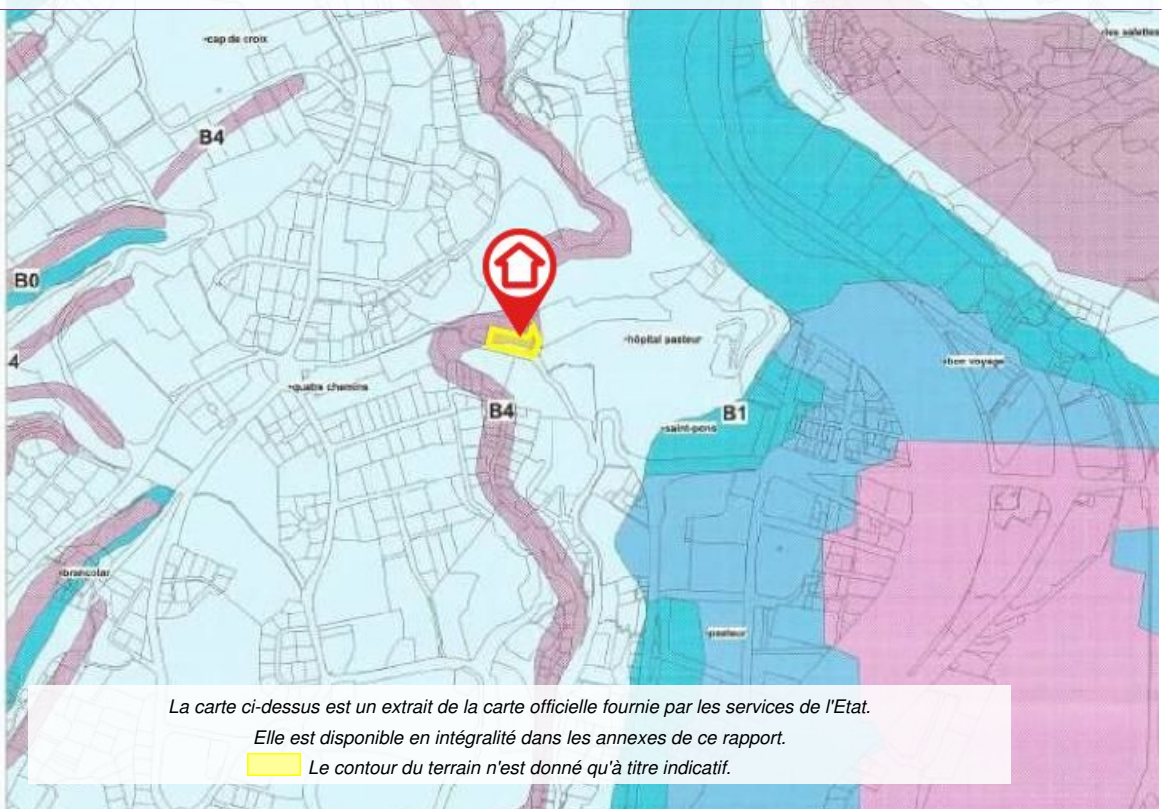 cap de croix
les salettes
B4
B0
hôpital pasteur
bon voyage
4
quatre chemins
B4
B1
saint-pons
brancolar
pasteur
La carte ci-dessus est un extrait de la carte officielle fournie par les services de l'Etat.
Elle est disponible en intégralité dans les annexes de ce rapport.
Le contour du terrain n'est donné qu'à titre indicatif.